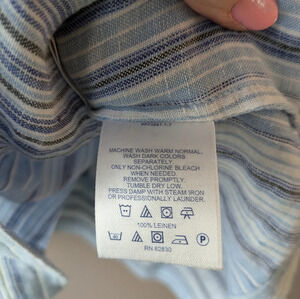 MACHINE WASH WARM NORMAL.
WASH DARK COLORS
SEPARATELY.
ONLY NON-CHLORINE BLEACH
WHEN NEEDED.
REMOVE PROMPTLY.
TUMBLE DRY LOW.
PRESS DAMP WITH STEAM IRON
OR PROFESSIONALLY LAUNDER.
100% LEINEN
RN 62830